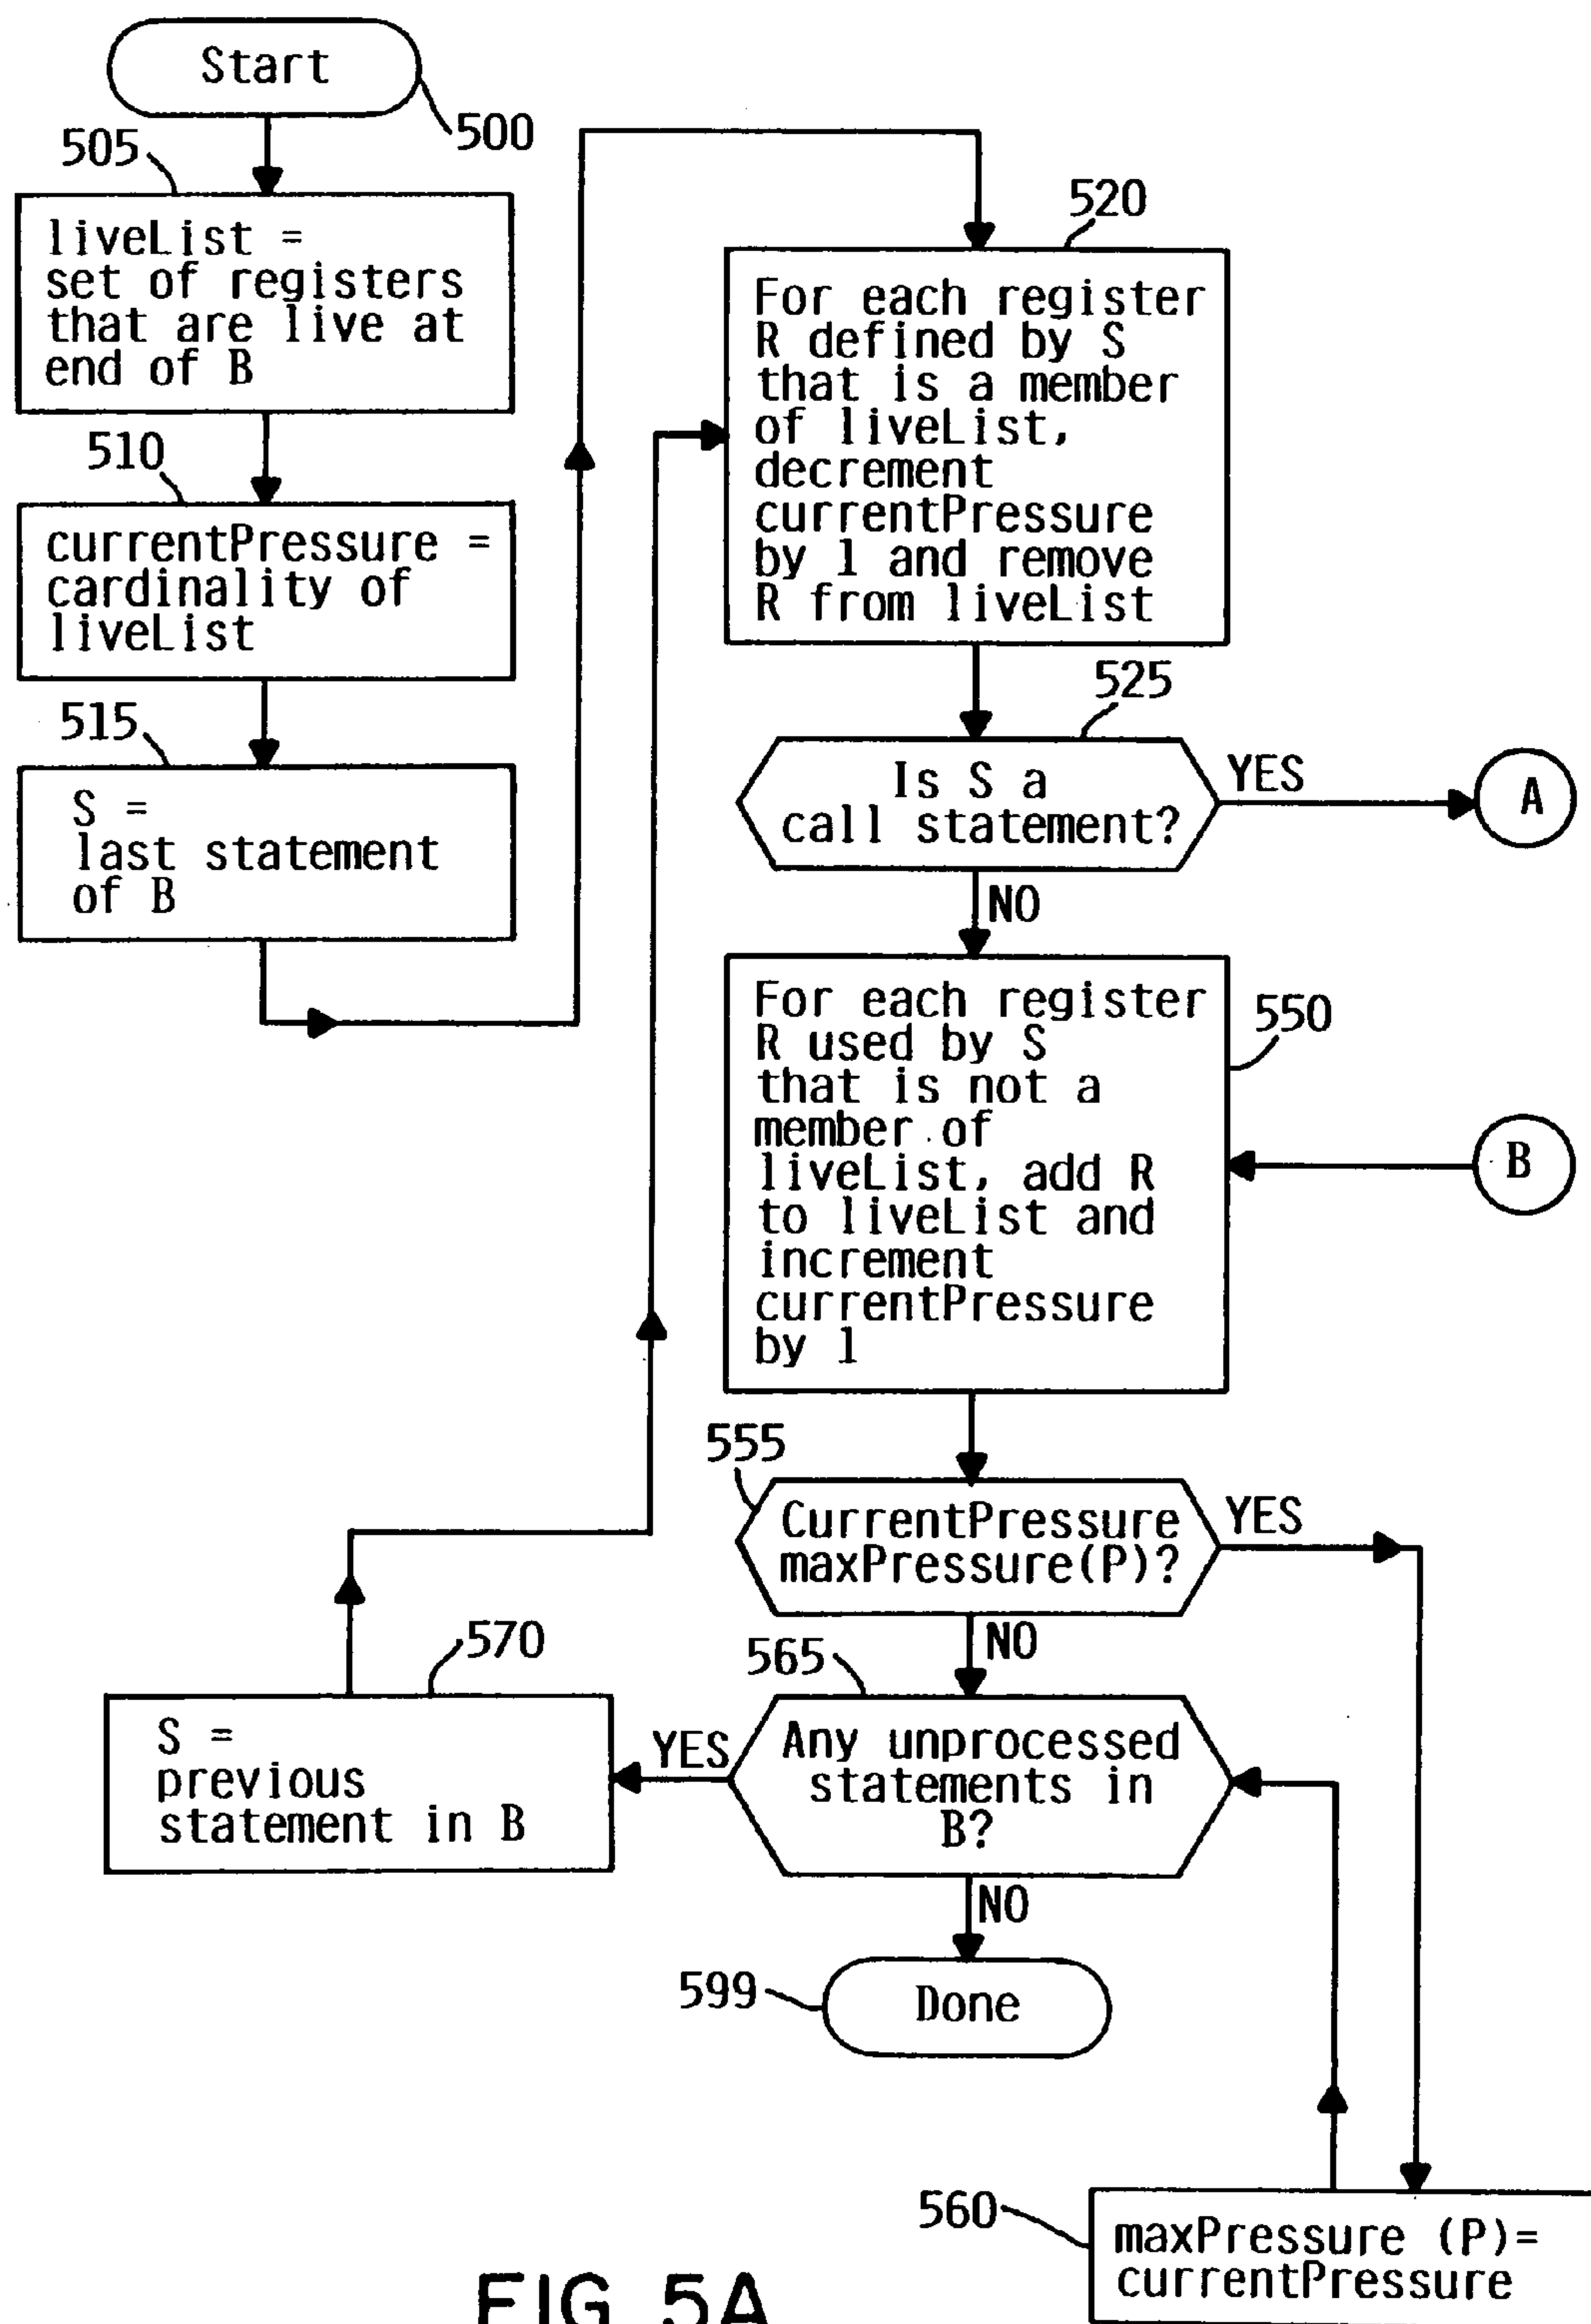 Start
500
505
liveList =
set of registers
that are live at
end of B
510
currentPressure =
cardinality of
liveList
515
S =
last statement
of B
520
For each register
R defined by S
that is a member
of liveList,
decrement
currentPressure
by 1 and remove
R from liveList
525
Is S a
call statement?
YES
A
NO
550
For each register
R used by S
that is not a
member of
liveList, add R
to liveList and
increment
currentPressure
by 1
B
555
CurrentPressure
maxPressure(P)?
YES
NO
565
Any unprocessed
statements in
B?
YES
570
S =
previous
statement in B
NO
599
Done
560
maxPressure (P)=
currentPressure
FIG. 5A